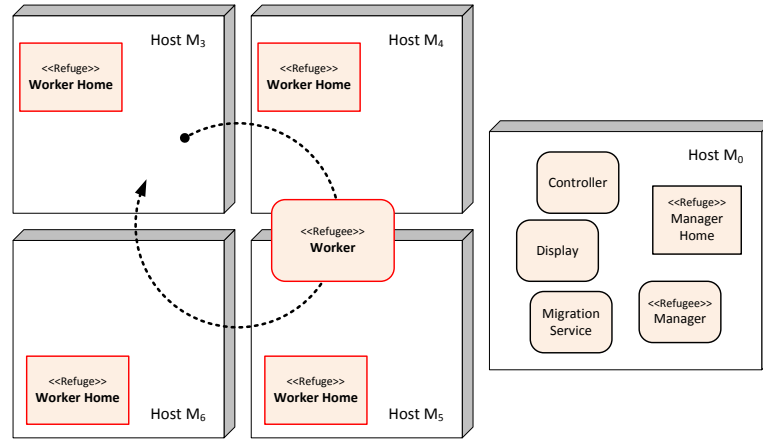 Host M₃
<<Refuge>>
Worker Home
Host M₄
<<Refuge>>
Worker Home
<<Refugee>>
Worker
<<Refuge>>
Worker Home
Host M₆
<<Refuge>>
Worker Home
Host M₅
Host M₀
Controller
<<Refuge>>
Manager
Home
Display
Migration
Service
<<Refugee>>
Manager